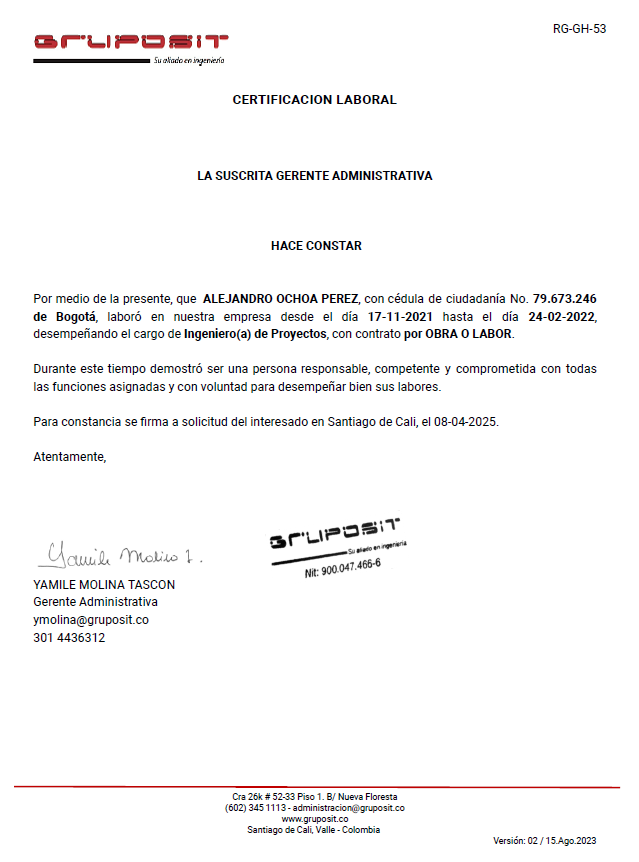 GRUPOSIT
Su aliado en ingeniería
RG-GH-53
CERTIFICACION LABORAL
LA SUSCRITA GERENTE ADMINISTRATIVA
HACE CONSTAR
Por medio de la presente, que ALEJANDRO OCHOA PEREZ, con cédula de ciudadanía No. 79.673.246
de Bogotá, laboró en nuestra empresa desde el día 17-11-2021 hasta el día 24-02-2022,
desempeñando el cargo de Ingeniero(a) de Proyectos, con contrato por OBRA O LABOR.
Durante este tiempo demostró ser una persona responsable, competente y comprometida con todas
las funciones asignadas y con voluntad para desempeñar bien sus labores.
Para constancia se firma a solicitud del interesado en Santiago de Cali, el 08-04-2025.
Atentamente,
Yamile Molina T.
GRUPOSIT
Su aliado en ingeniería
Nit: 900.047.466-6
YAMILE MOLINA TASCON
Gerente Administrativa
ymolina@gruposit.co
301 4436312
Cra 26k # 52-33 Piso 1. B/ Nueva Floresta
(602) 345 1113 - administracion@gruposit.co
www.gruposit.co
Santiago de Cali, Valle - Colombia
Versión: 02 / 15.Ago.2023